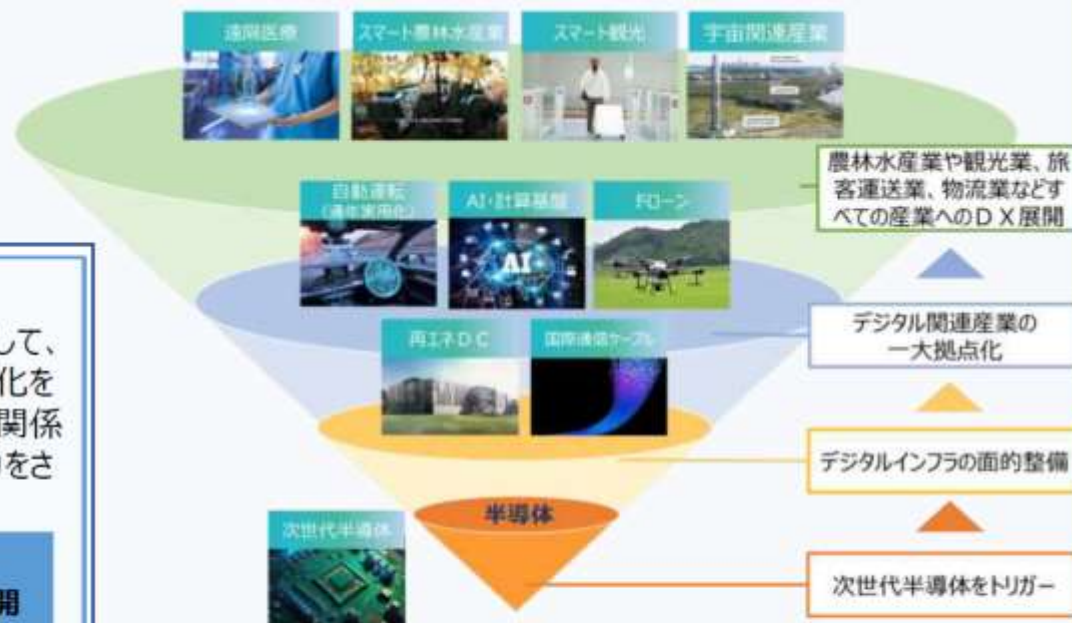 遠隔医療
スマート農林水産業
スマート観光
宇宙関連産業
農林水産業や観光業、旅
客運送業、物流業などす
べての産業へのDX展開
自動運転
(通年実用化)
AI・計算基盤
ドローン
AI
デジタル関連産業の
一大拠点化
再エネDC
国際通信ケーブル
して、
化を
関係
をさ
デジタルインフラの面的整備
半導体
次世代半導体
次世代半導体をトリガー
開